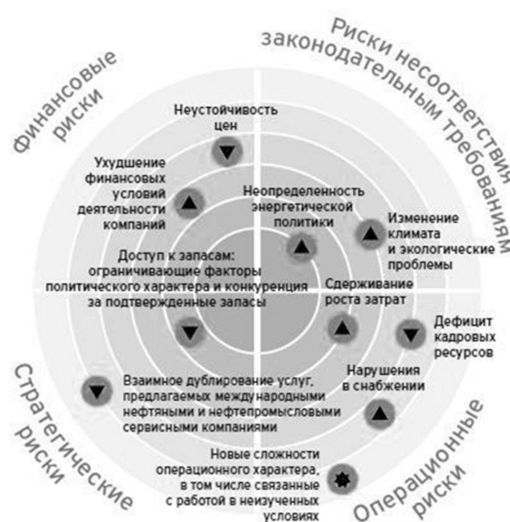 Финансовые
риски
Риски несоответствия
законодательным требованиям
Неустойчивость
цен
Ухудшение
финансовых
условий
деятельности
компаний
Неопределенность
энергетической
политики
Изменение
климата
и экологические
проблемы
Доступ к запасам:
ограничивающие факторы
политического характера и конкуренция
за подтвержденные запасы
Сдерживание
роста затрат
Дефицит
кадровых
ресурсов
Взаимное дублирование услуг,
предлагаемых международными
нефтяными и нефтепромысловыми
сервисными компаниями
Нарушения
в снабжении
Новые сложности
операционного характера,
в том числе связанные
с работой в неизученных
условиях
Стратегические
риски
Операционные
риски